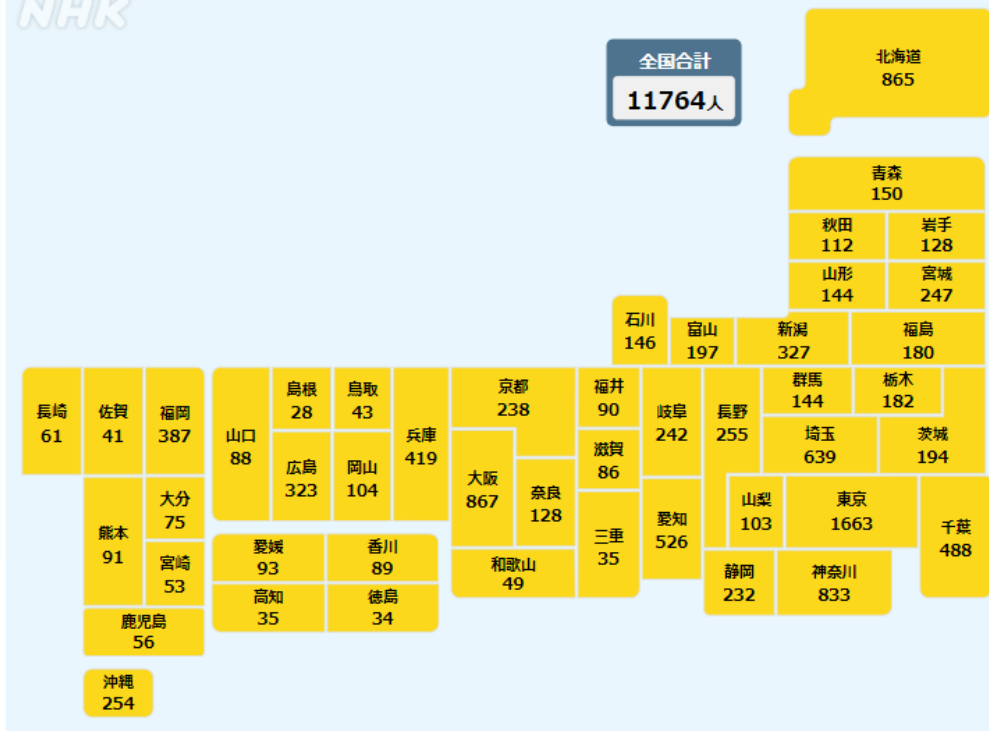 NHK
全国合計
11764人
北海道
865
青森
150
秋田
112
岩手
128
山形
144
宮城
247
石川
146
富山
197
新潟
327
福島
180
長崎
61
佐賀
41
福岡
387
山口
88
島根
28
鳥取
43
兵庫
419
京都
238
福井
90
岐阜
242
長野
255
群馬
144
栃木
182
埼玉
639
茨城
194
広島
323
岡山
104
大阪
867
奈良
128
滋賀
86
熊本
91
大分
75
宮崎
53
三重
35
愛知
526
山梨
103
東京
1663
千葉
488
愛媛
93
香川
89
和歌山
49
静岡
232
神奈川
833
高知
35
徳島
34
鹿児島
56
沖縄
254